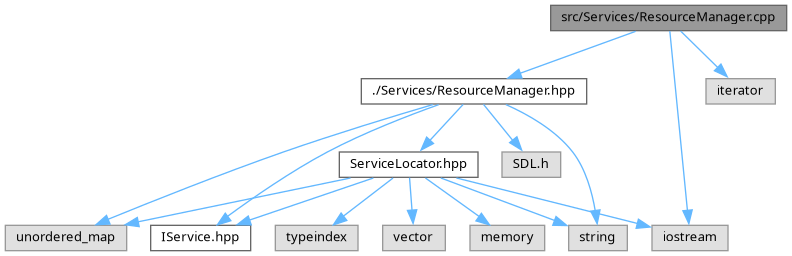 src/Services/ResourceManager.cpp
./Services/ResourceManager.hpp
iterator
ServiceLocator.hpp
SDL.h
unordered_map
IService.hpp
typeindex
vector
memory
string
iostream